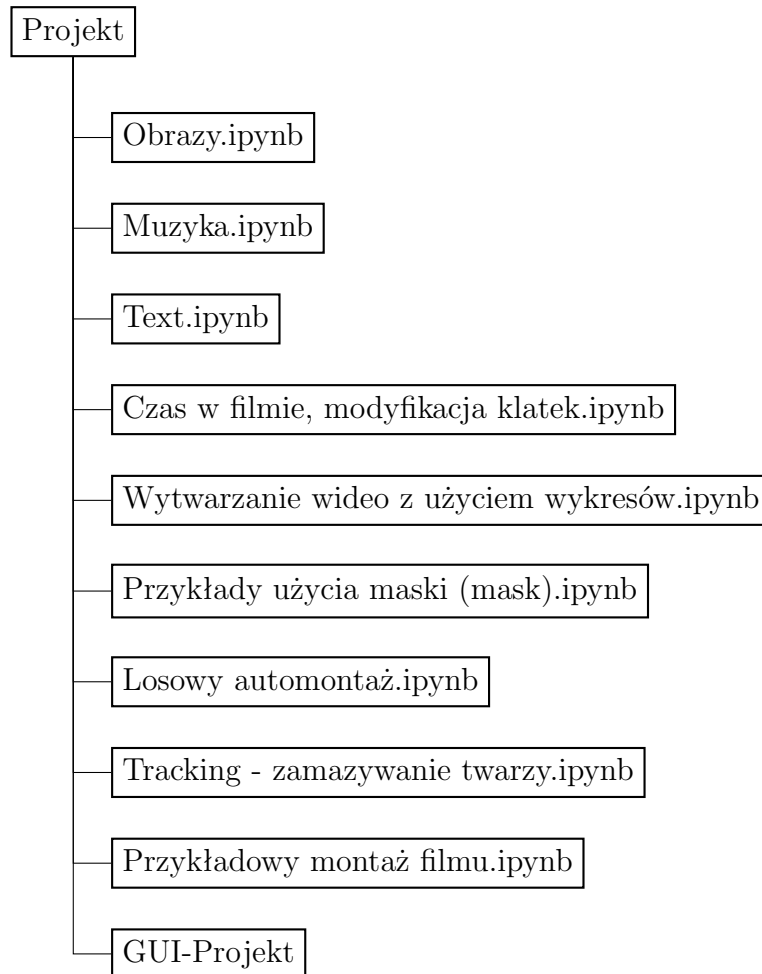 Projekt
Obrazy.ipynb
Muzyka.ipynb
Text.ipynb
Czas w filmie, modyfikacja klatek.ipynb
Wytwarzanie wideo z użyciem wykresów.ipynb
Przykłady użycia maski (mask).ipynb
Losowy automontaż.ipynb
Tracking - zamazywanie twarzy.ipynb
Przykładowy montaż filmu.ipynb
GUI-Projekt